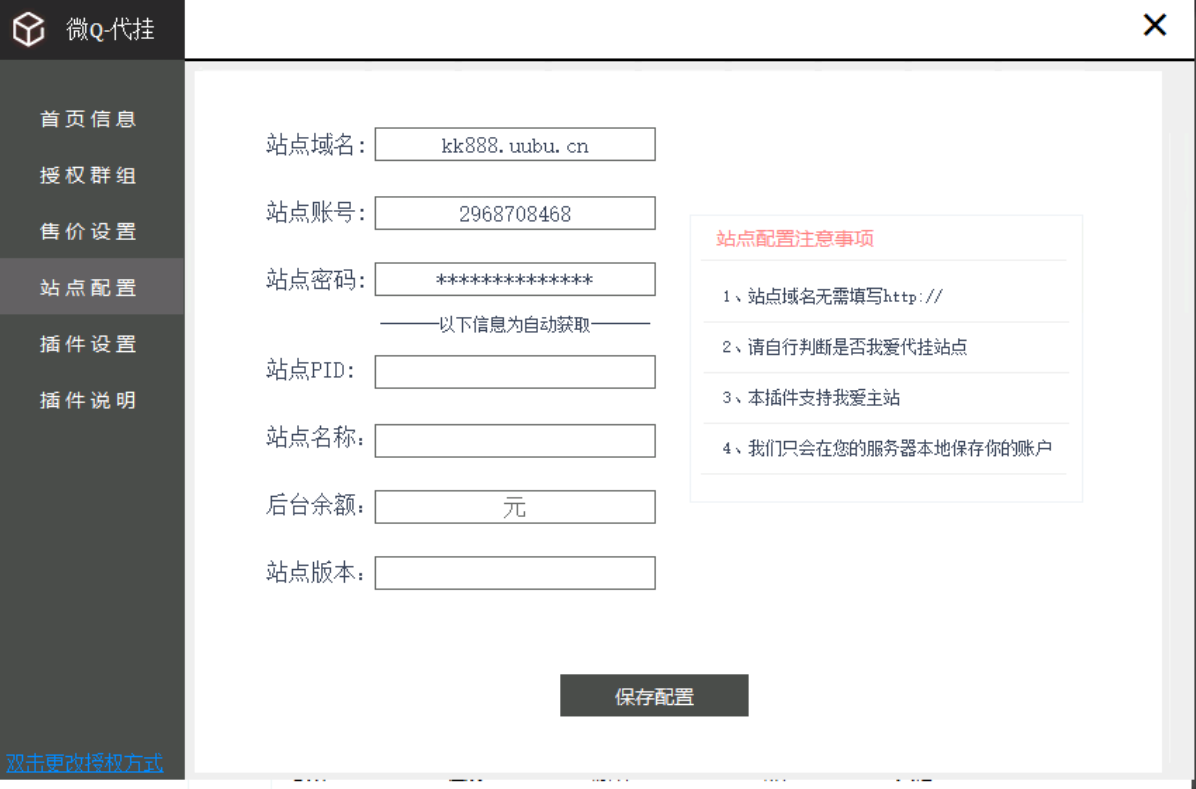 微Q-代挂
首页信息
授权群组
售价设置
站点配置
插件设置
插件说明
双击更改授权方式
站点域名: kk888.uubu.cn
站点账号: 2968708468
站点密码: **************
———以下信息为自动获取———
站点PID:
站点名称:
后台余额: 元
站点版本:
保存配置
站点配置注意事项
1、站点域名无需填写http://
2、请自行判断是否我爱代挂站点
3、本插件支持我爱主站
4、我们只会在您的服务器本地保存你的账户